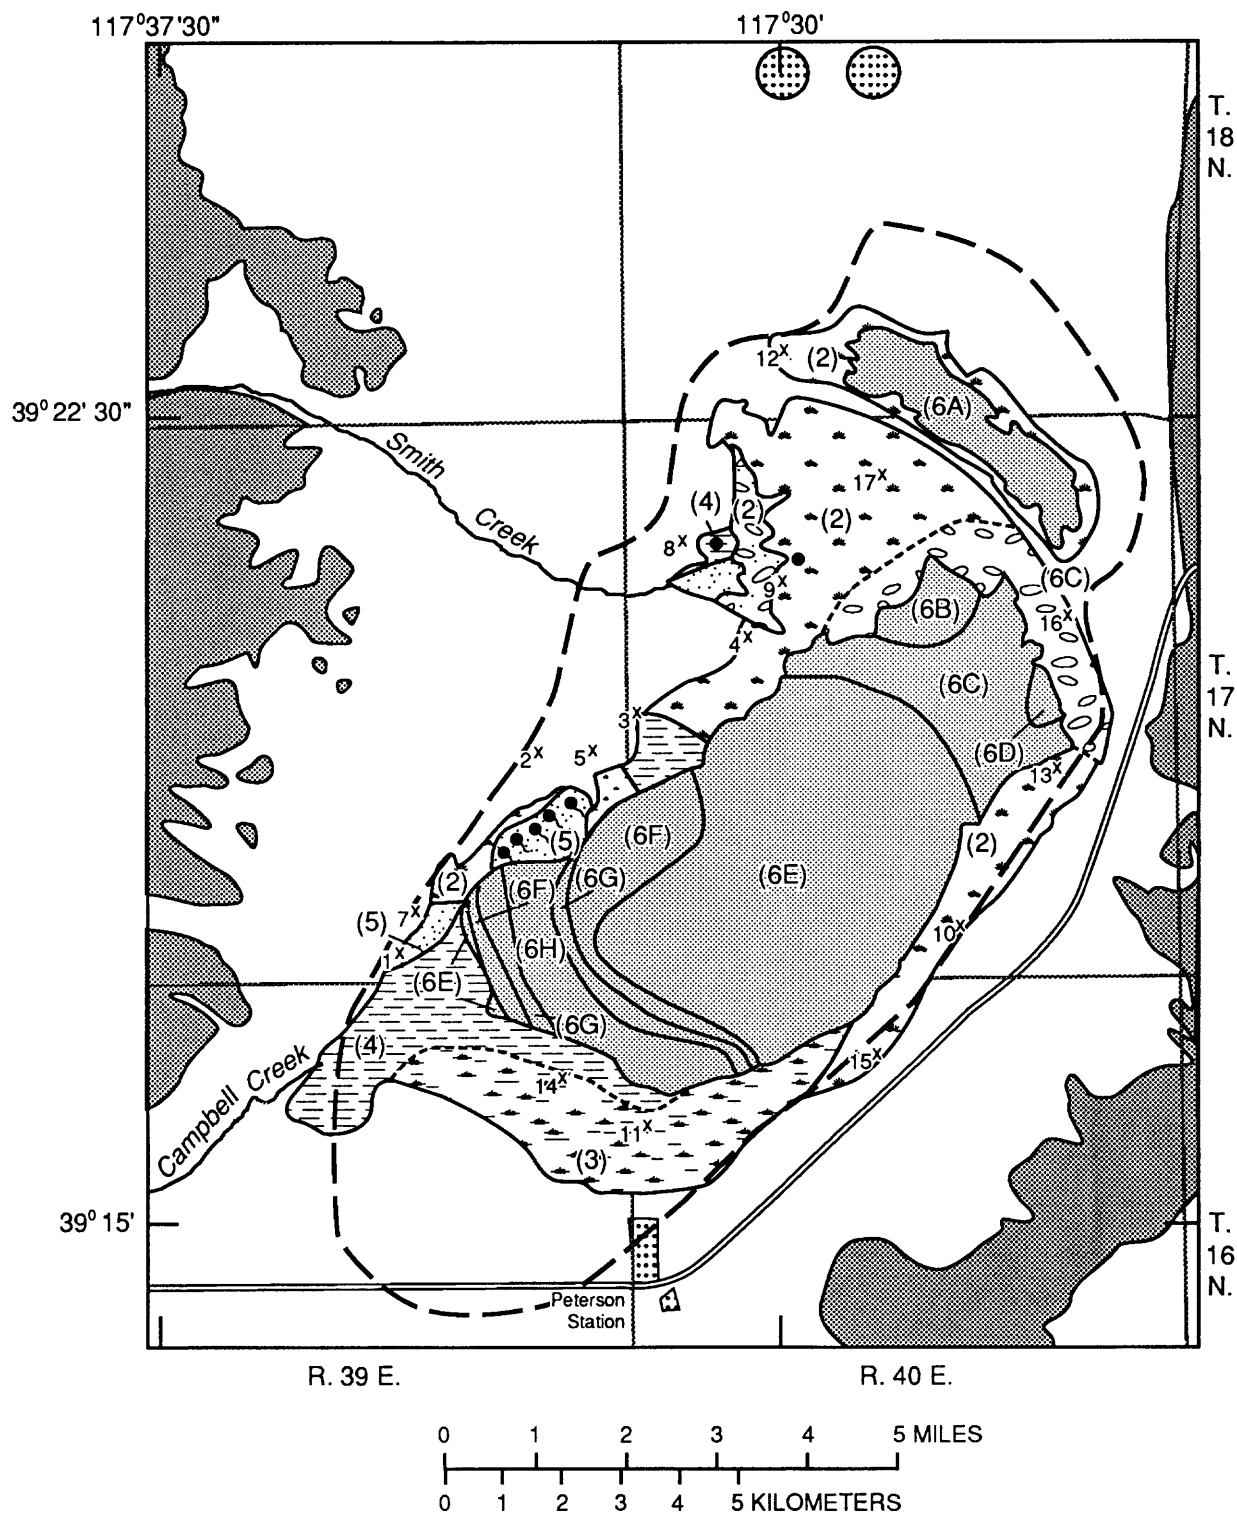 117° 37' 30"
117° 30'
T.
18
N.
12x
(2)
(6A)
39° 22' 30"
Smith
Creek
17x
(4)
(2)
(2)
8x
9x
(6C)
(6B)
16x
4x
T.
17
N.
(6C)
3x
(6D)
2x
5x
13x
(6F)
(5)
(2)
(2)
(6F)
(6G)
(6E)
(5)
7x
10x
(6H)
1x
(6E)
(6G)
(4)
15x
Campbell Creek
14x
11x
(3)
39° 15'
T.
16
N.
Peterson
Station
R. 39 E.
R. 40 E.
0 1 2 3 4 5 MILES
0 1 2 3 4 5 KILOMETERS